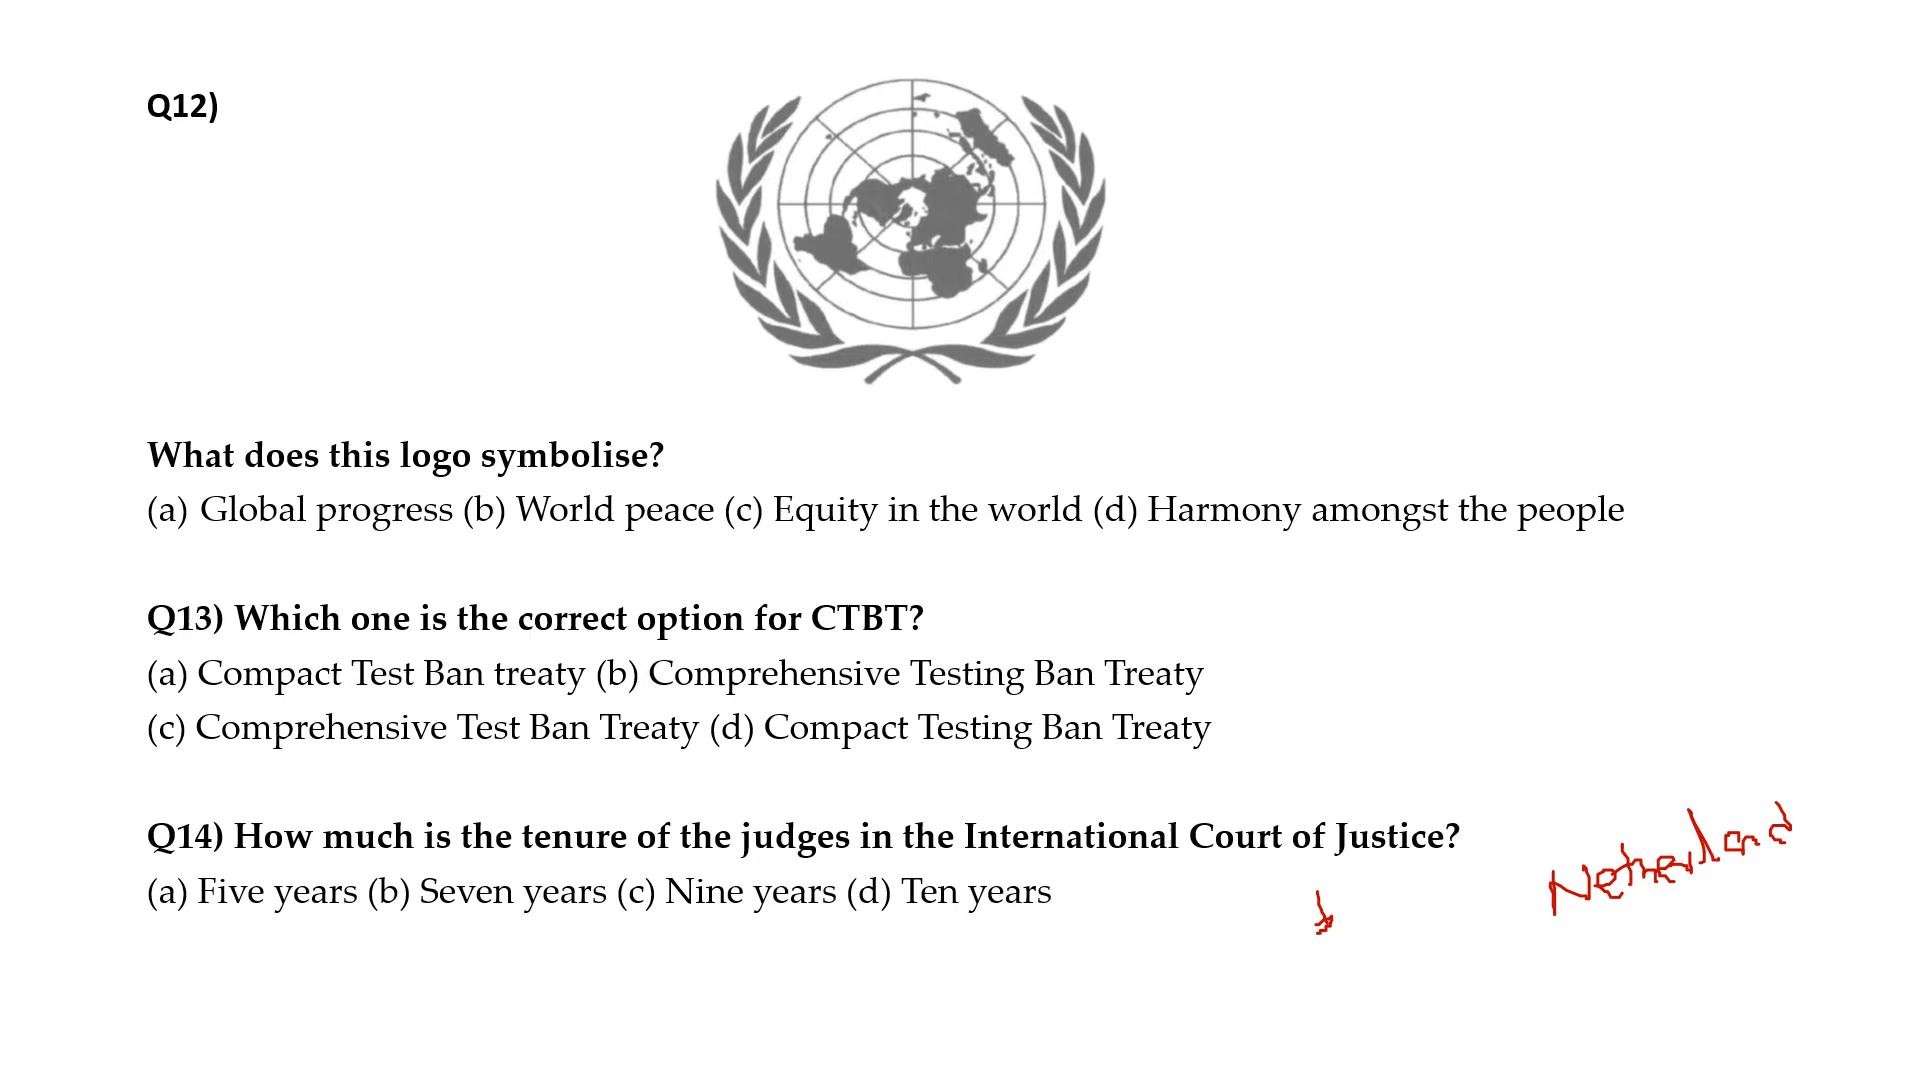 Q12)
What does this logo symbolise?
(a) Global progress (b) World peace (c) Equity in the world (d) Harmony amongst the people
Q13) Which one is the correct option for CTBT?
(a) Compact Test Ban treaty (b) Comprehensive Testing Ban Treaty
(c) Comprehensive Test Ban Treaty (d) Compact Testing Ban Treaty
Q14) How much is the tenure of the judges in the International Court of Justice?
(a) Five years (b) Seven years (c) Nine years (d) Ten years
Netherland